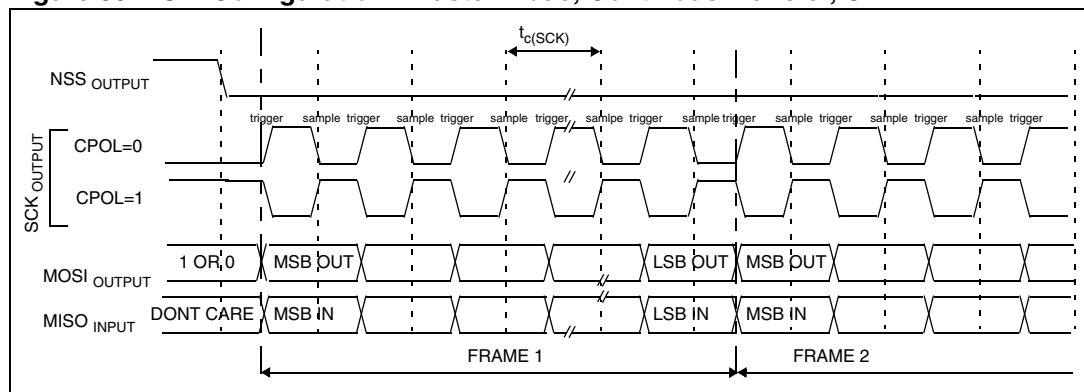 t c(SCK)
NSS OUTPUT
trigger sample trigger sample trigger sample trigger samlpe trigger sample trigger sample trigger sample trigger sample trigger
SCK OUTPUT
CPOL=0
CPOL=1
MOSI OUTPUT
1 OR 0 MSB OUT LSB OUT MSB OUT
MISO INPUT
DONT CARE MSB IN LSB IN MSB IN
FRAME 1 FRAME 2